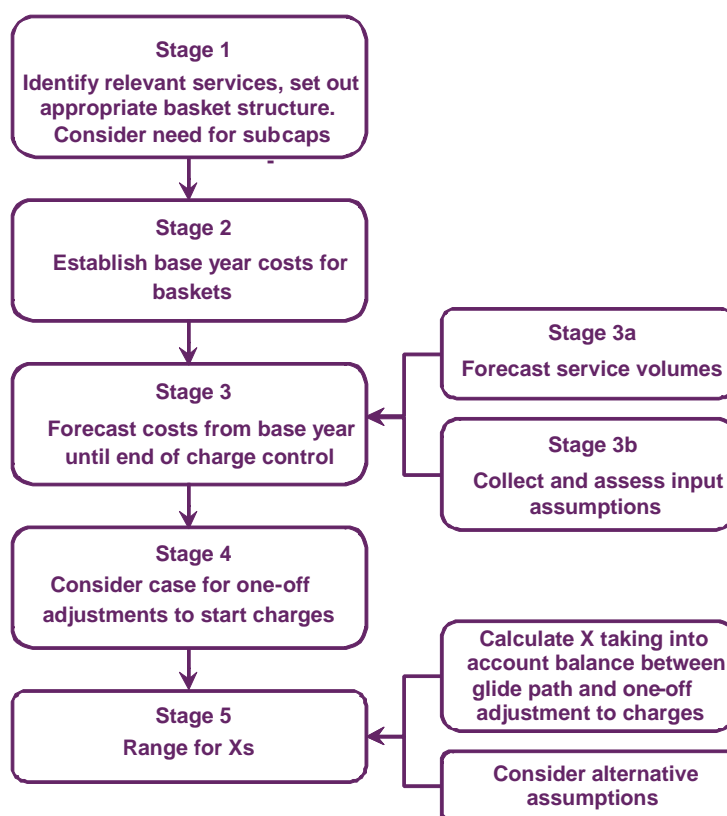 Stage 1
Identify relevant services, set out
appropriate basket structure.
Consider need for subcaps
-
Stage 2
Establish base year costs for
baskets
Stage 3
Forecast costs from base year
until end of charge control
Stage 3a
Forecast service volumes
Stage 3b
Collect and assess input
assumptions
Stage 4
Consider case for one-off
adjustments to start charges
Stage 5
Range for Xs
Calculate X taking into
account balance between
glide path and one-off
adjustment to charges
Consider alternative
assumptions